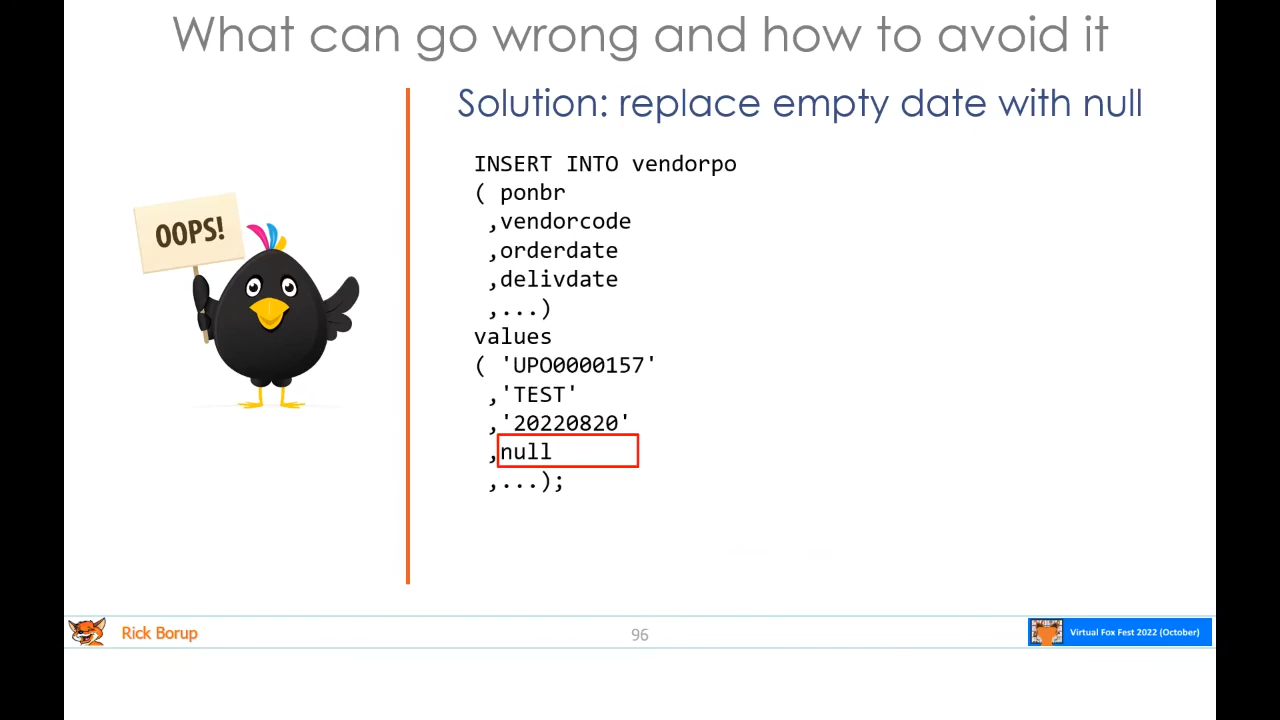 What can go wrong and how to avoid it
Solution: replace empty date with null
OOPS!
INSERT INTO vendorpo
( ponbr
,vendorcode
,orderdate
,delivdate
,...)
values
( 'UPO0000157'
,'TEST'
,'20220820'
,null
,...);
Rick Borup
96
Virtual Fox Fest 2022 (October)